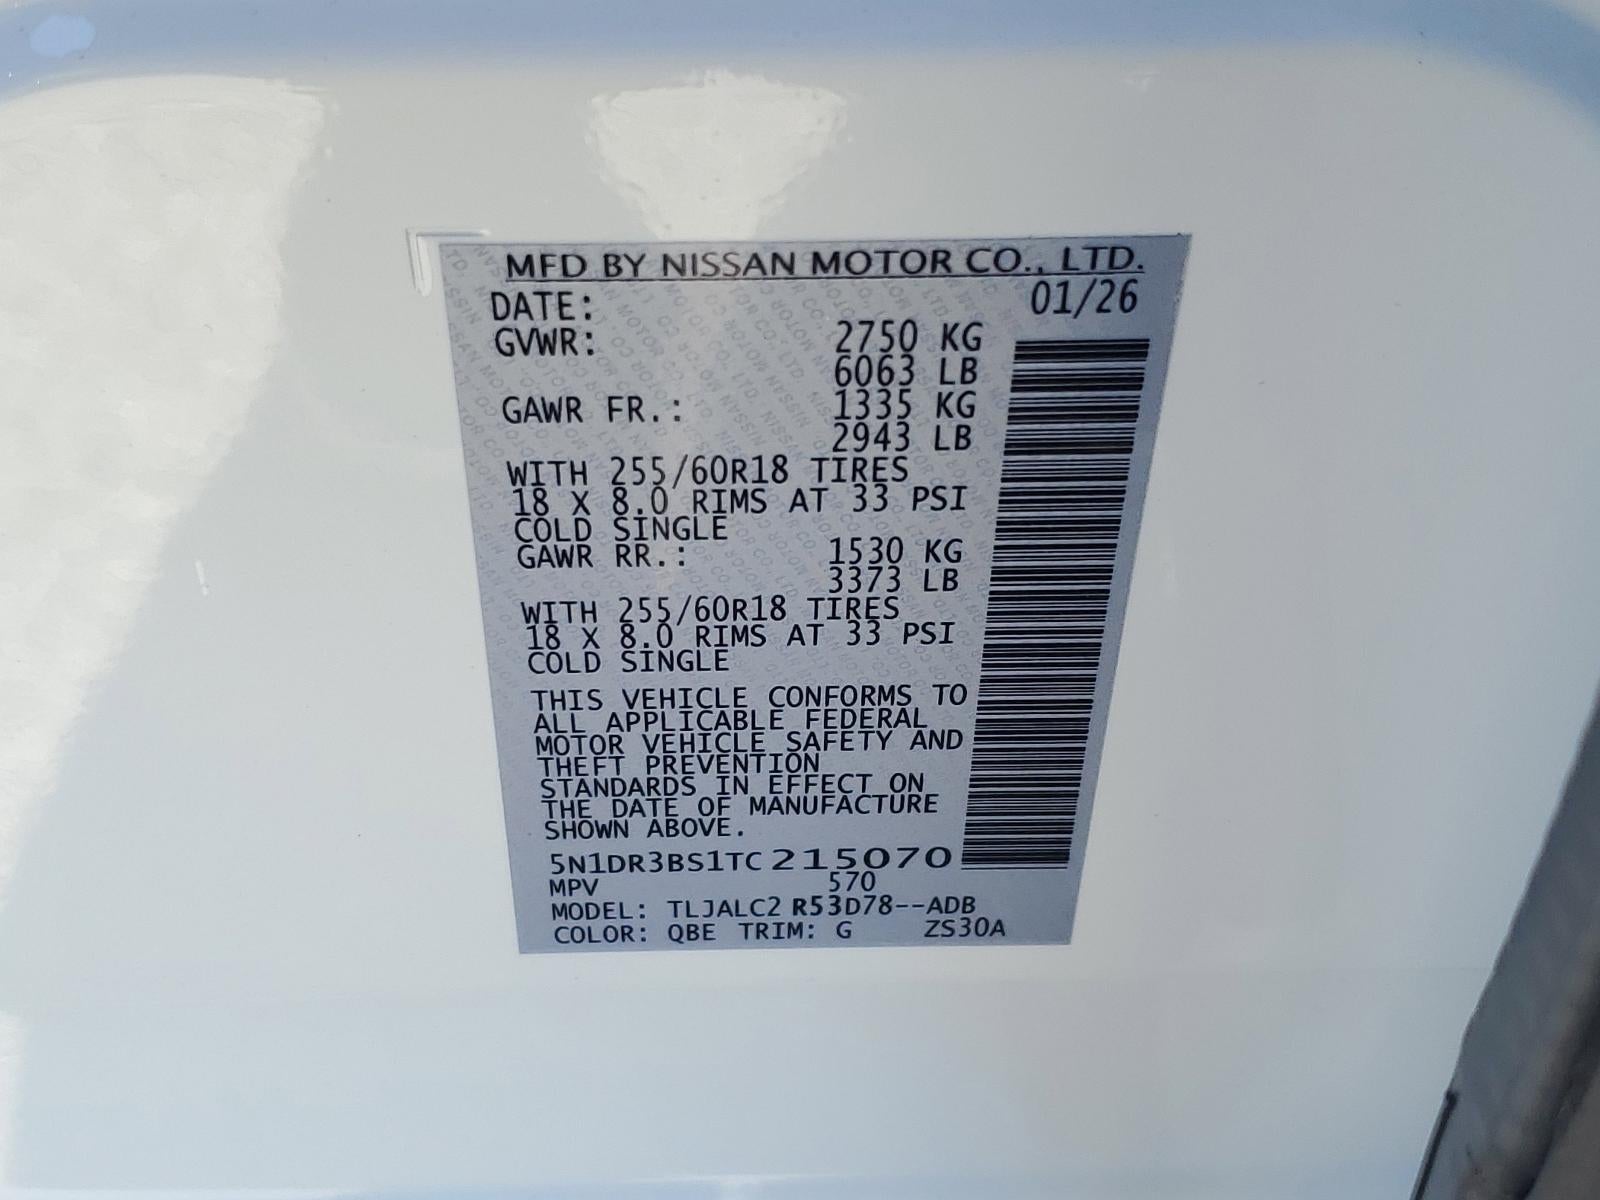 MFD BY NISSAN MOTOR CO., LTD.
DATE: 01/26
GVWR: 2750 KG
6063 LB
GAWR FR.: 1335 KG
2943 LB
WITH 255/60R18 TIRES
18 X 8.0 RIMS AT 33 PSI
COLD SINGLE
GAWR RR.: 1530 KG
3373 LB
WITH 255/60R18 TIRES
18 X 8.0 RIMS AT 33 PSI
COLD SINGLE
THIS VEHICLE CONFORMS TO
ALL APPLICABLE FEDERAL
MOTOR VEHICLE SAFETY AND
THEFT PREVENTION
STANDARDS IN EFFECT ON
THE DATE OF MANUFACTURE
SHOWN ABOVE.
5N1DR3BS1TC215070
MPV 570
MODEL: TLJALC2 R53D78--ADB
COLOR: QBE TRIM: G ZS30A